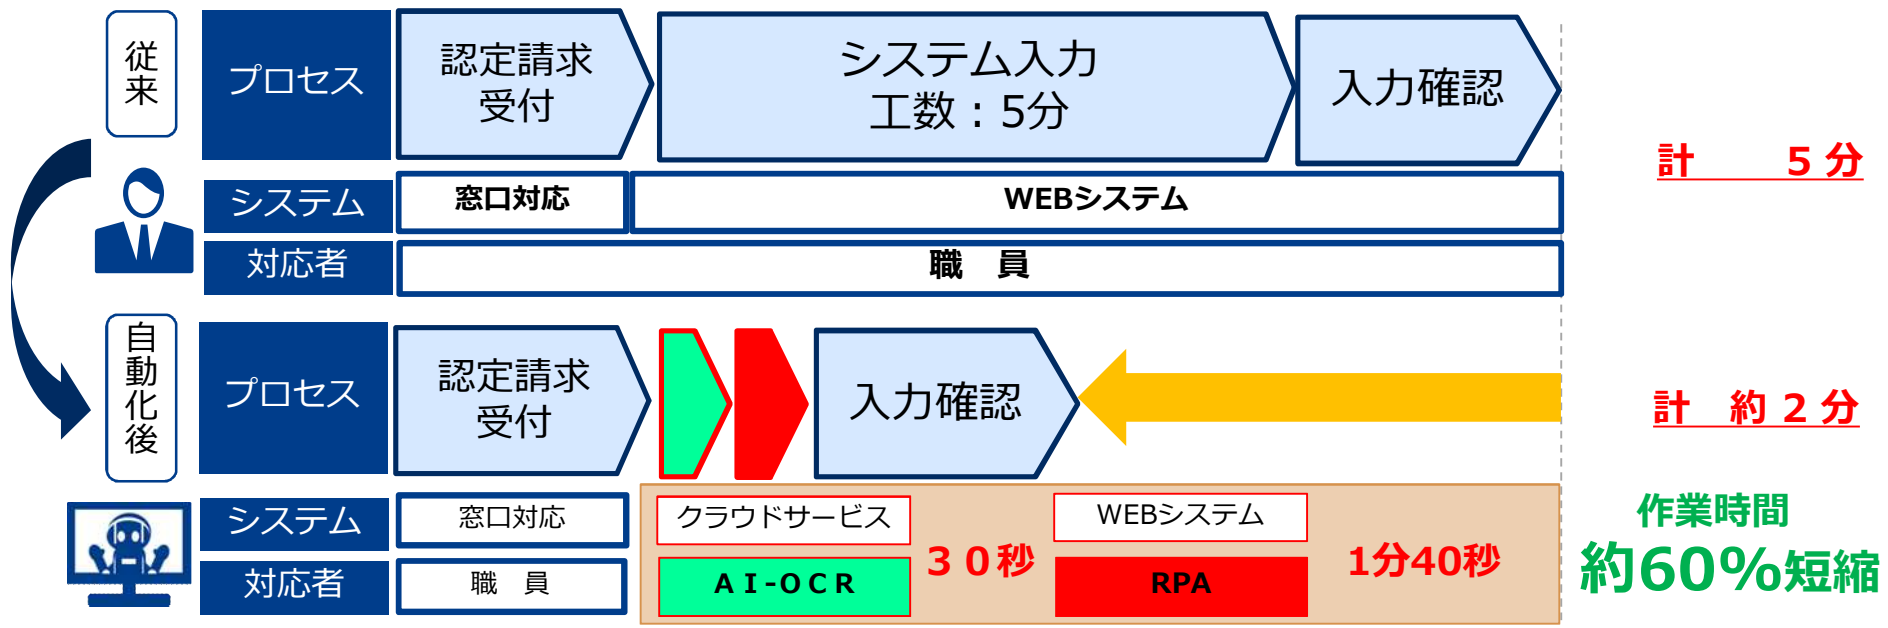 従来
プロセス
認定請求
受付
システム入力
工数：5分
入力確認
計　　５分
システム
窓口対応
WEBシステム
対応者
職　員
自動化後
プロセス
認定請求
受付
入力確認
計　約２分
システム
窓口対応
クラウドサービス
３０秒
WEBシステム
1分40秒
対応者
職　員
ＡＩ-ＯＣＲ
RPA
作業時間
約60%短縮